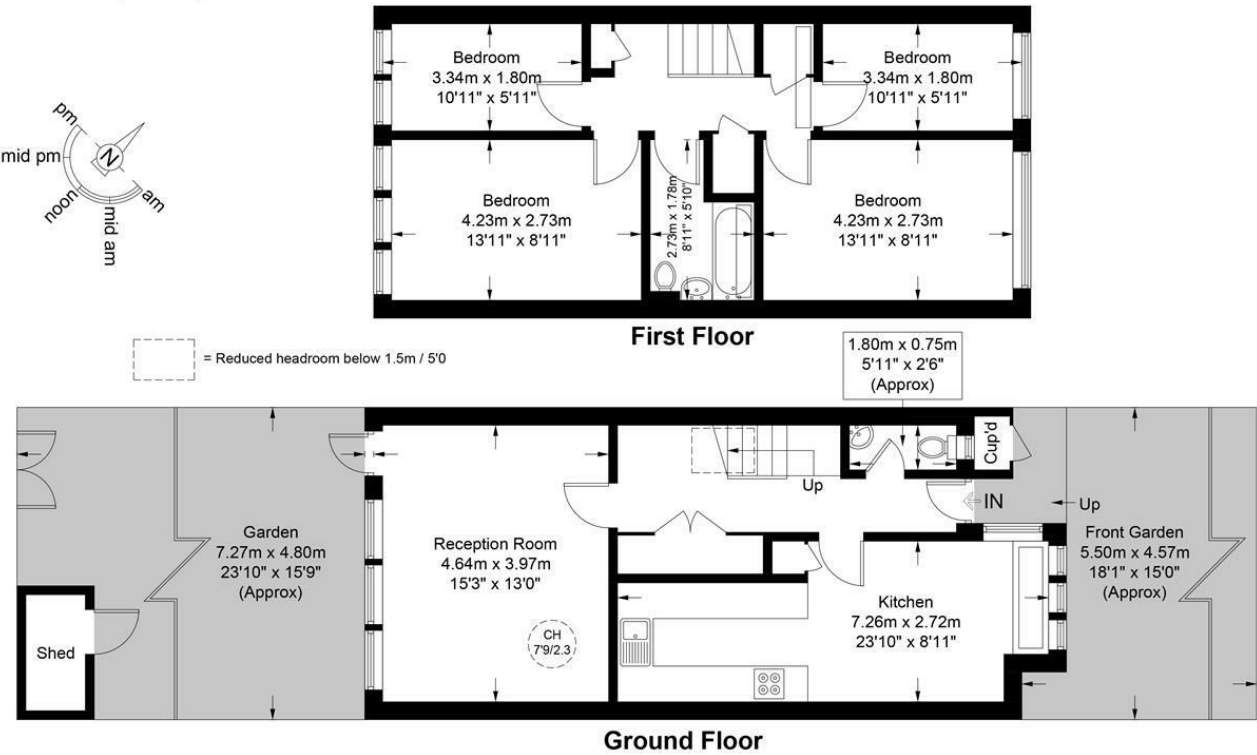 Bedroom
3.34m x 1.80m
10'11" x 5'11"
Bedroom
3.34m x 1.80m
10'11" x 5'11"
pm
mid pm
noon
mid am
am
N
Bedroom
4.23m x 2.73m
13'11" x 8'11"
2.73m x 1.78m
8'11" x 5'10"
Bedroom
4.23m x 2.73m
13'11" x 8'11"
First Floor
= Reduced headroom below 1.5m / 5'0
1.80m x 0.75m
5'11" x 2'6"
(Approx)
Cup'd
Up
IN
Up
Garden
7.27m x 4.80m
23'10" x 15'9"
(Approx)
Reception Room
4.64m x 3.97m
15'3" x 13'0"
CH
7'9/2.3
Kitchen
7.26m x 2.72m
23'10" x 8'11"
Front Garden
5.50m x 4.57m
18'1" x 15'0"
(Approx)
Shed
Ground Floor